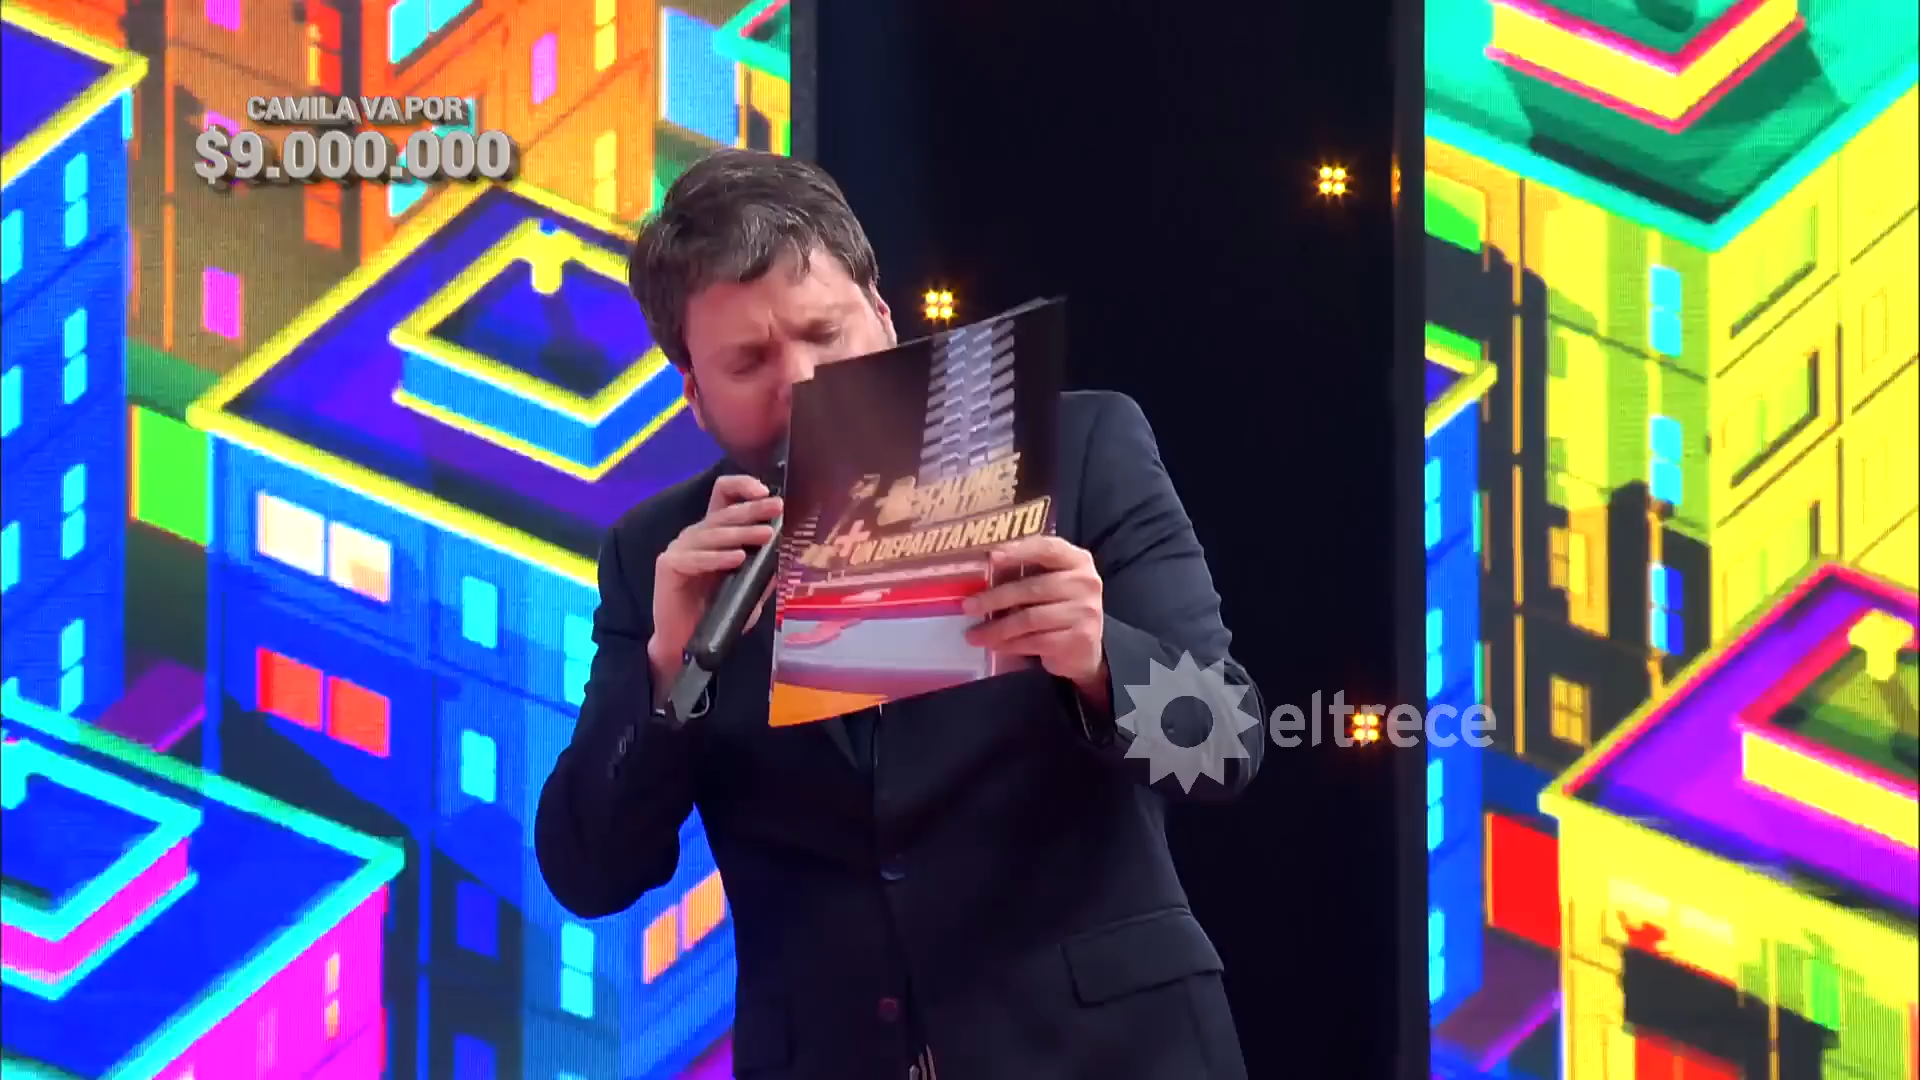 CAMILA VA POR
$9.000.000
UN DEPARTAMENTO
eltrece